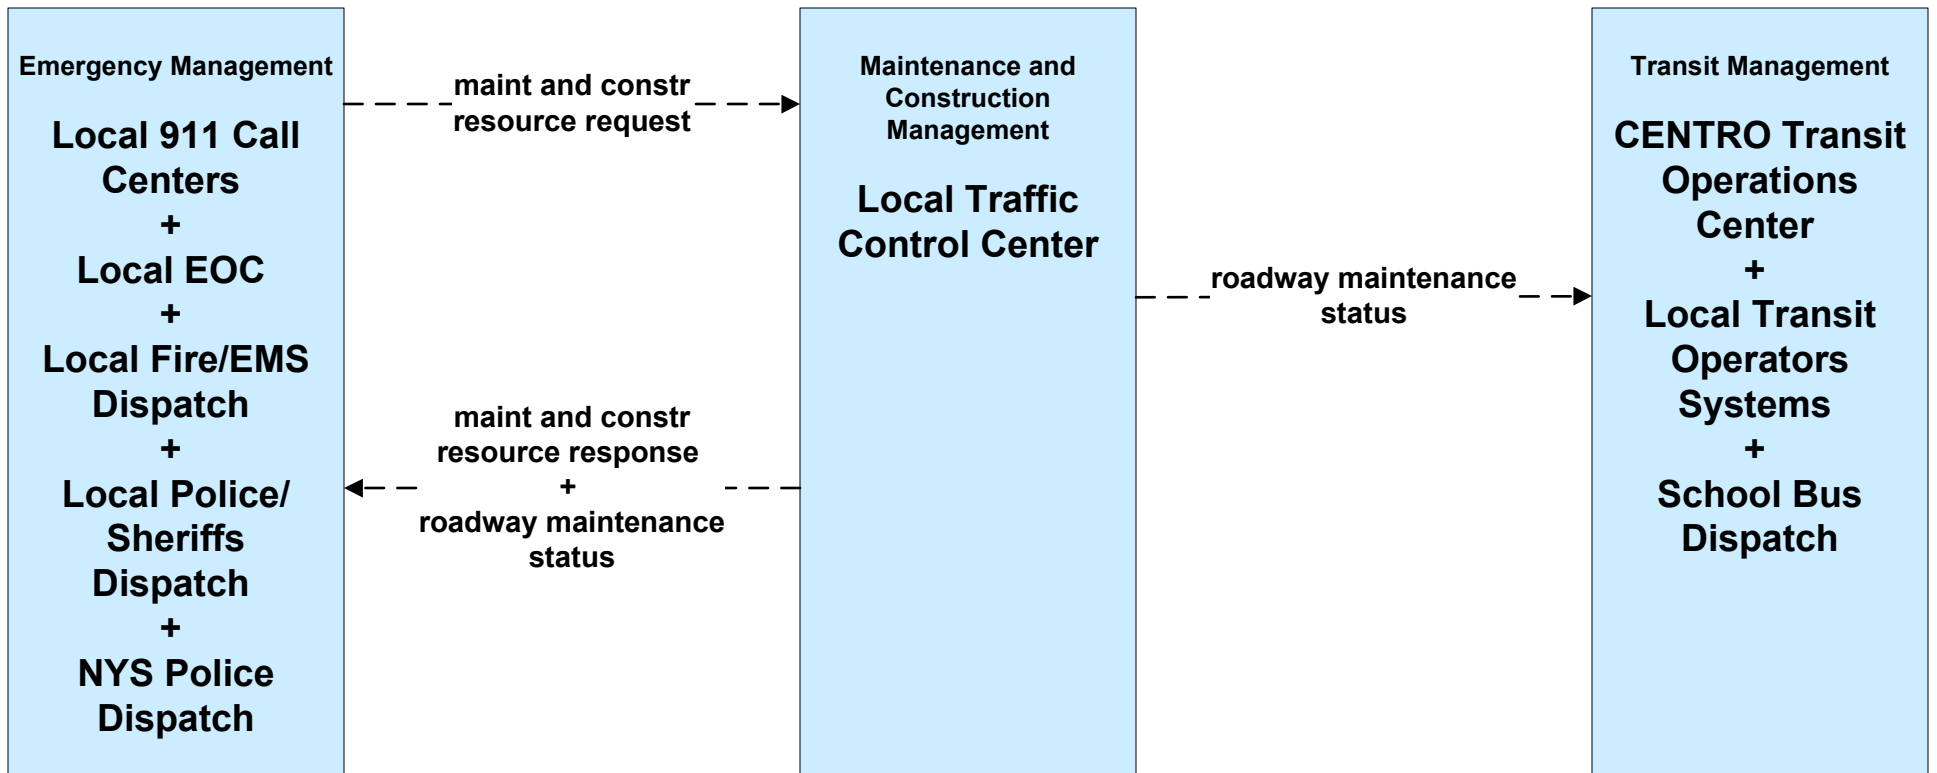 Emergency Management
Local 911 Call
Centers
+
Local EOC
+
Local Fire/EMS
Dispatch
+
Local Police/
Sheriffs
Dispatch
+
NYS Police
Dispatch
maint and constr
resource request
maint and constr
resource response
+
roadway maintenance
status
Maintenance and
Construction
Management
Local Traffic
Control Center
roadway maintenance
status
Transit Management
CENTRO Transit
Operations
Center
+
Local Transit
Operators
Systems
+
School Bus
Dispatch